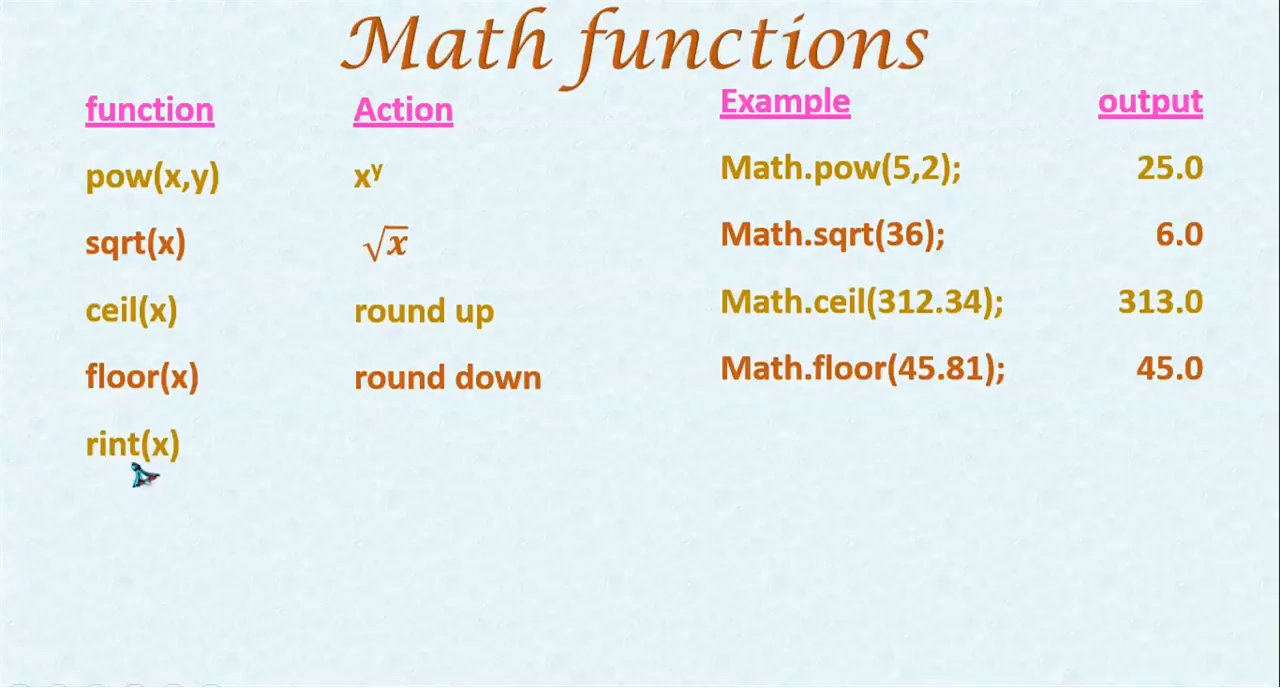 Math functions
function Action Example output
pow(x,y) xʸ Math.pow(5,2); 25.0
sqrt(x) √x Math.sqrt(36); 6.0
ceil(x) round up Math.ceil(312.34); 313.0
floor(x) round down Math.floor(45.81); 45.0
rint(x)